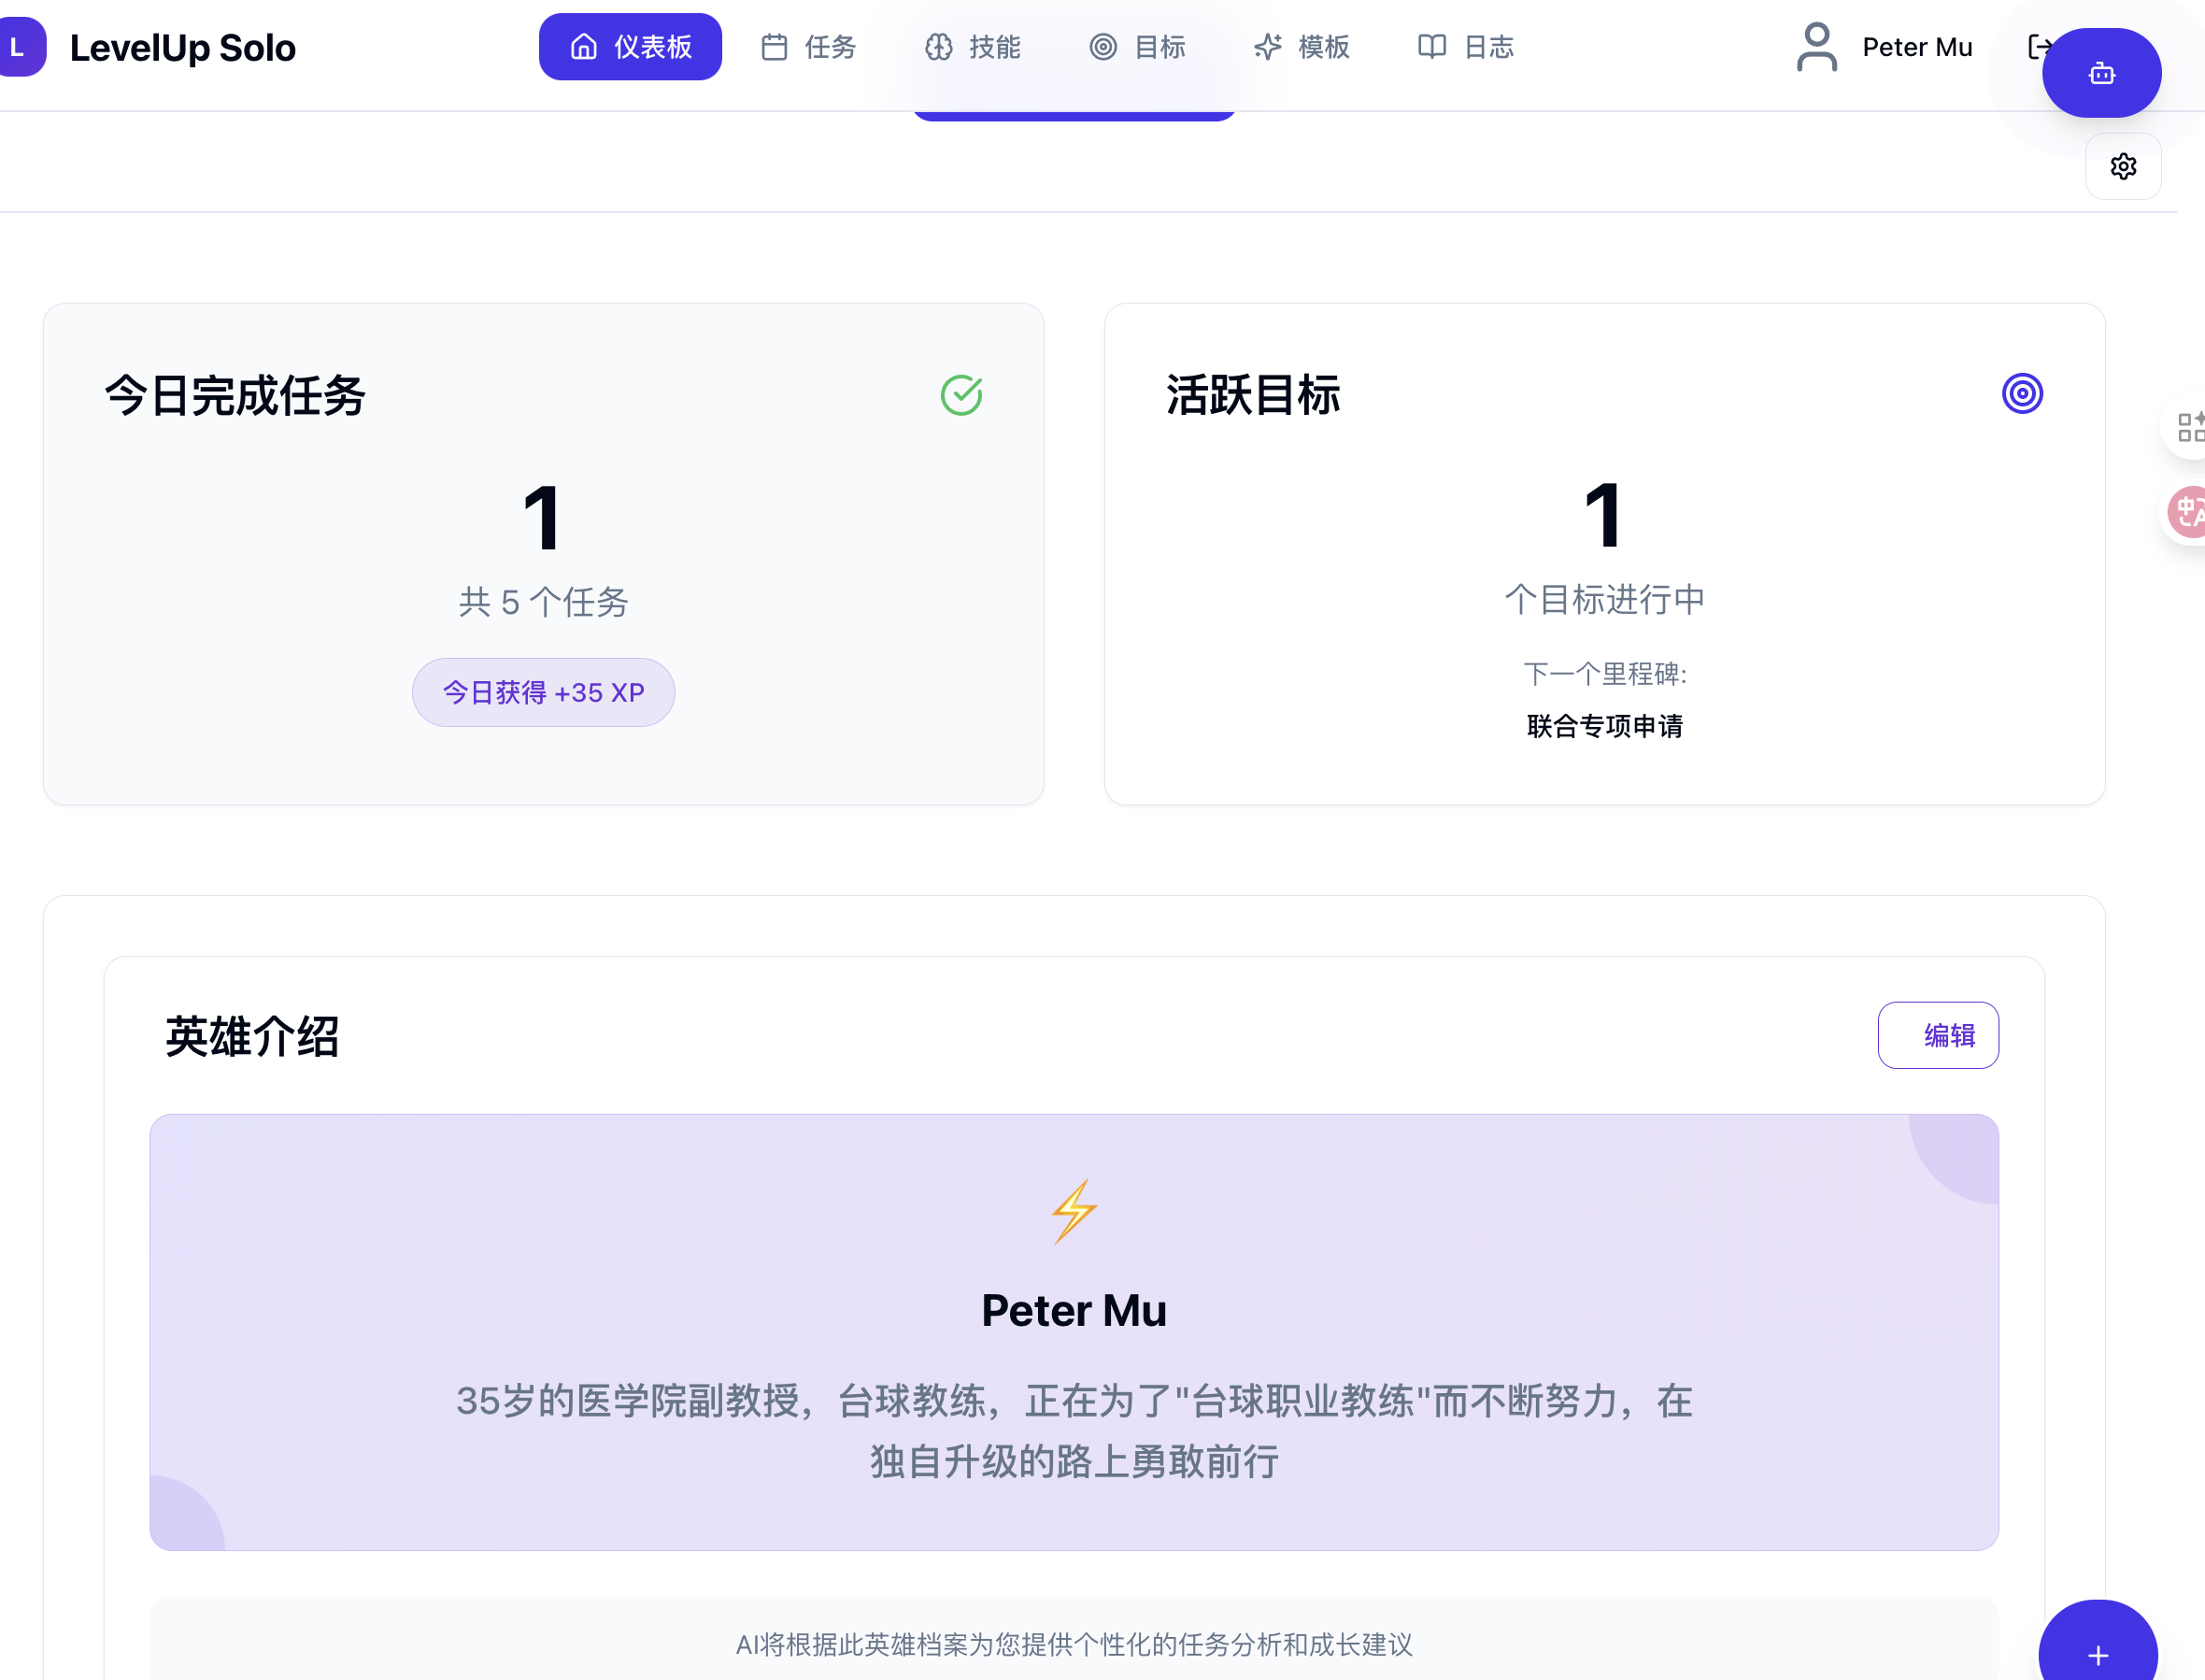 L
LevelUp Solo
仪表板
任务
技能
目标
模板
日志
Peter Mu
今日完成任务
1
共 5 个任务
今日获得 +35 XP
活跃目标
1
个目标进行中
下一个里程碑:
联合专项申请
英雄介绍
编辑
Peter Mu
35岁的医学院副教授，台球教练，正在为了"台球职业教练"而不断努力，在
独自升级的路上勇敢前行
AI将根据此英雄档案为您提供个性化的任务分析和成长建议